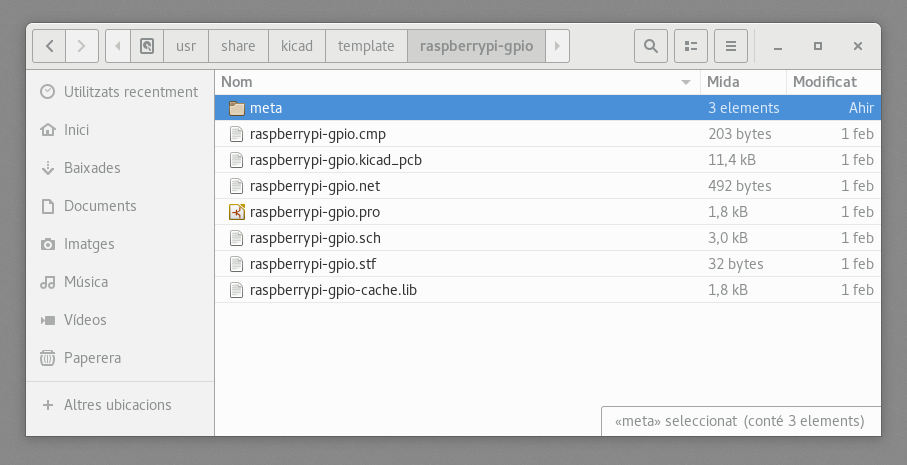 usr share kicad template raspberrypi-gpio
Utilitzats recentment
Inici
Baixades
Documents
Imatges
Música
Vídeos
Paperera
Altres ubicacions
Nom Mida Modificat
meta 3 elements Ahir
raspberrypi-gpio.cmp 203 bytes 1 feb
raspberrypi-gpio.kicad_pcb 11,4 kB 1 feb
raspberrypi-gpio.net 492 bytes 1 feb
raspberrypi-gpio.pro 1,8 kB 1 feb
raspberrypi-gpio.sch 3,0 kB 1 feb
raspberrypi-gpio.stf 32 bytes 1 feb
raspberrypi-gpio-cache.lib 1,8 kB 1 feb
«meta» seleccionat (conté 3 elements)